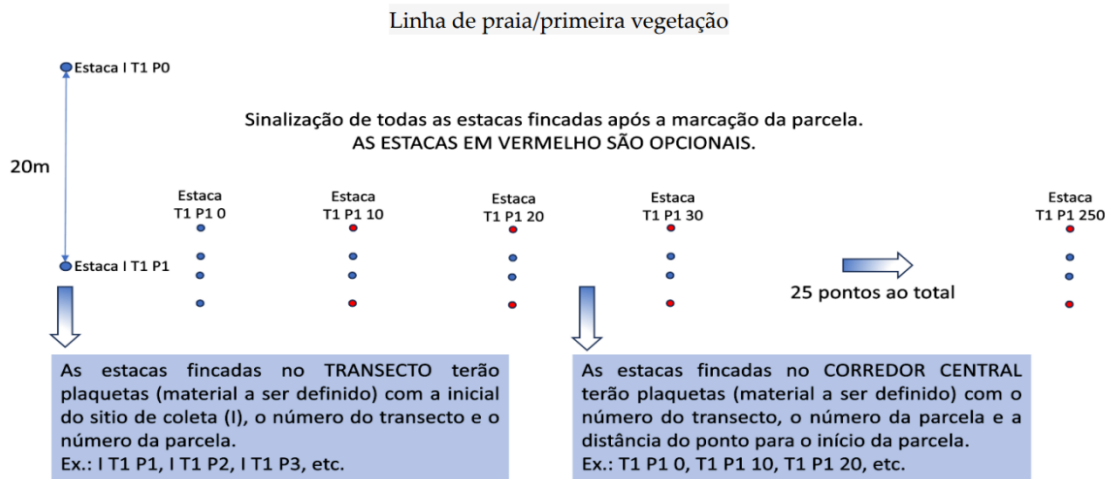 Linha de praia/primeira vegetação
Estaca I T1 P0
Sinalização de todas as estacas fincadas após a marcação da parcela.
AS ESTACAS EM VERMELHO SÃO OPCIONAIS.
20m
Estaca
T1 P1 0
Estaca
T1 P1 10
Estaca
T1 P1 20
Estaca
T1 P1 30
Estaca
T1 P1 250
Estaca I T1 P1
25 pontos ao total
As estacas fincadas no TRANSECTO terão
plaquetas (material a ser definido) com a inicial
do sitio de coleta (I), o número do transecto e o
número da parcela.
Ex.: I T1 P1, I T1 P2, I T1 P3, etc.
As estacas fincadas no CORREDOR CENTRAL
terão plaquetas (material a ser definido) com o
número do transecto, o número da parcela e a
distância do ponto para o início da parcela.
Ex.: T1 P1 0, T1 P1 10, T1 P1 20, etc.